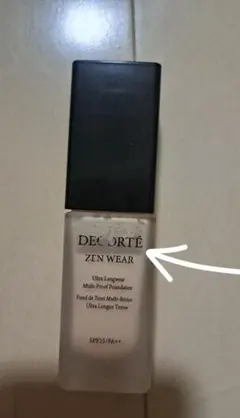 DECORTÉ
ZEN WEAR
Ultra Longwear
Multi-Proof Foundation
Fond de Teint Multi-Résist
Ultra Longue Tenue
SPF25/PA++